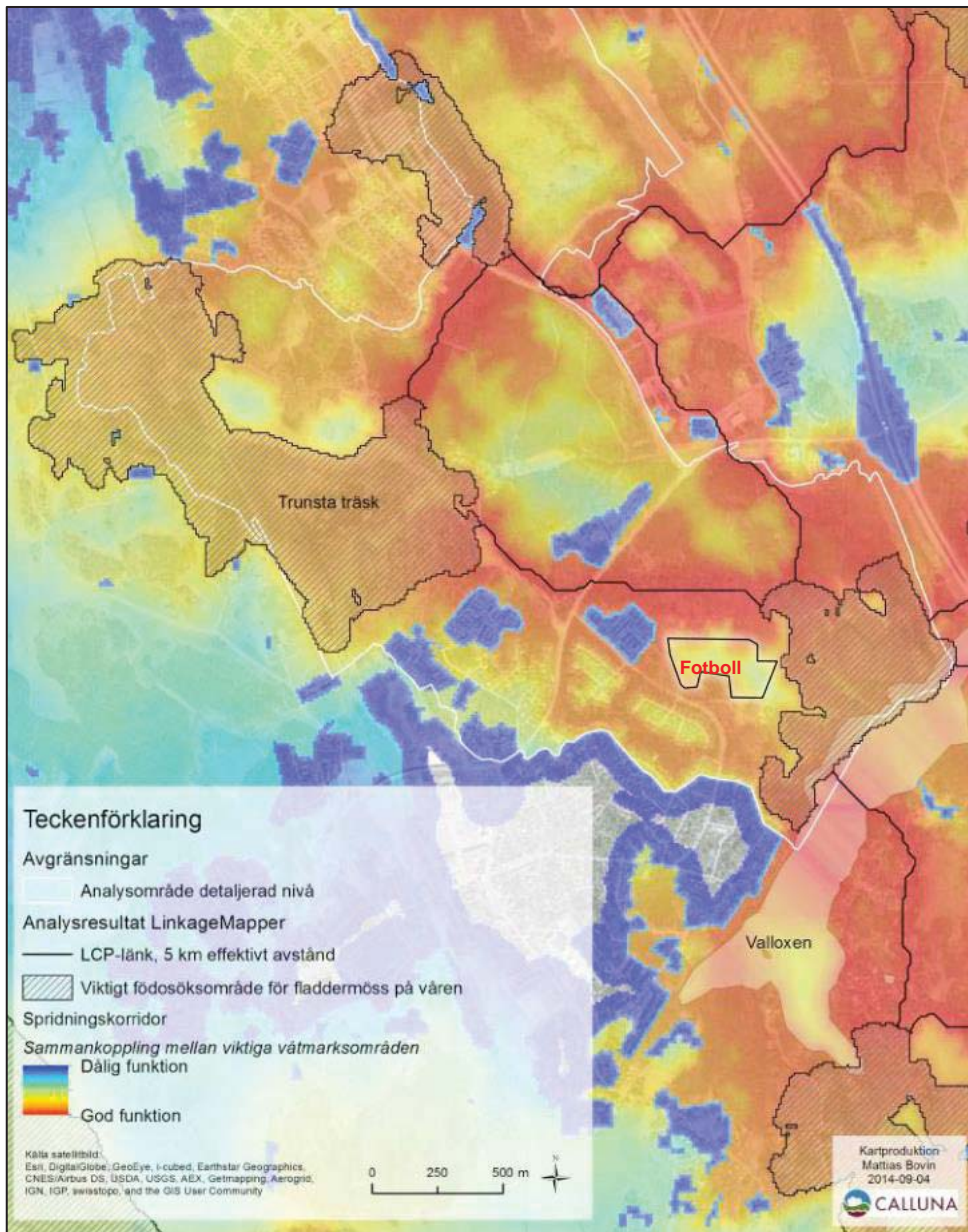 Trunsta träsk
Fotboll
Valloxen
Teckenförklaring
Avgränsningar
Analysområde detaljerad nivå
Analysresultat LinkageMapper
LCP-länk, 5 km effektivt avstånd
Viktigt födosöksområde för fladdermöss på våren
Spridningskorridor
Sammankoppling mellan viktiga våtmarksområden
Dålig funktion
God funktion
Källa satellitbild:
Esri, DigitalGlobe, GeoEye, i-cubed, Earthstar Geographics,
CNES/Airbus DS, USDA, USGS, AEX, Getmapping, Aerogrid,
IGN, IGP, swisstopo, and the GIS User Community
0 250 500 m
N
Kartproduktion
Mattias Bovin
2014-09-04
CALLUNA